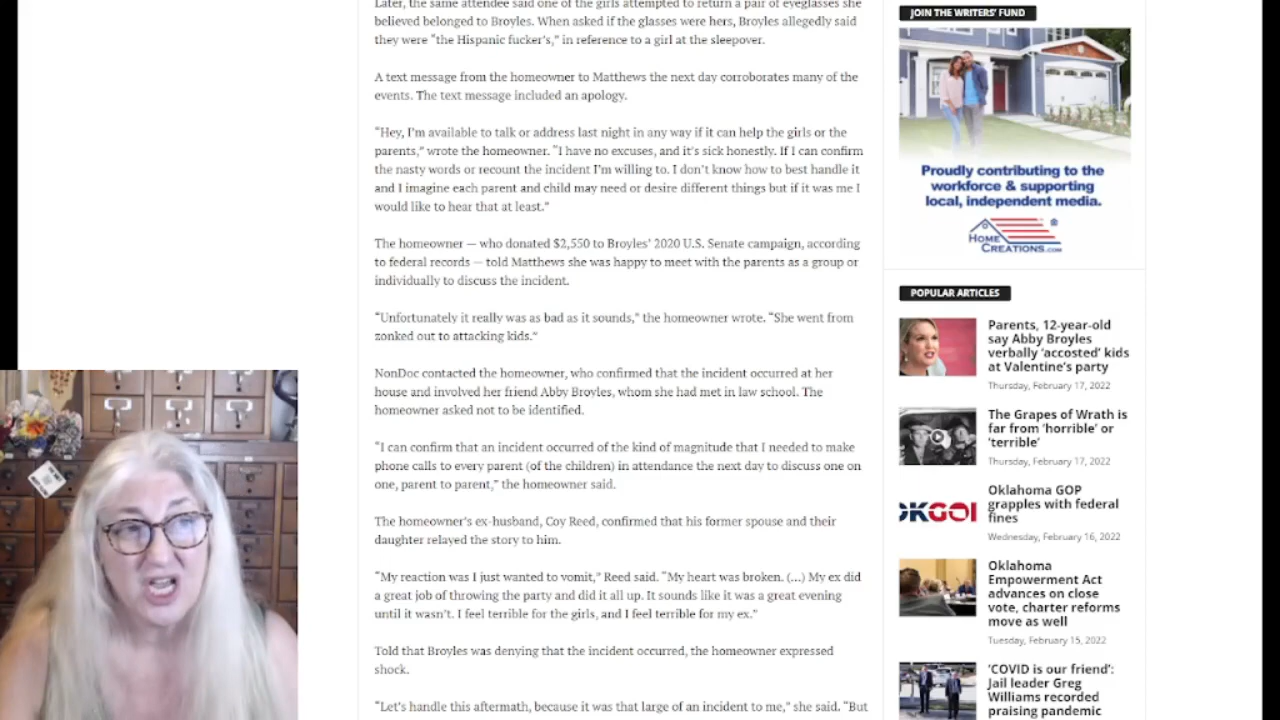 Later, the same attendee said one of the girls attempted to return a pair of eyeglasses she
believed belonged to Broyles. When asked if the glasses were hers, Broyles allegedly said
they were “the Hispanic fucker’s,” in reference to a girl at the sleepover.
A text message from the homeowner to Matthews the next day corroborates many of the
events. The text message included an apology.
“Hey, I’m available to talk or address last night in any way if it can help the girls or the
parents,” wrote the homeowner. “I have no excuses, and it’s sick honestly. If I can confirm
the nasty words or recount the incident I’m willing to. I don’t know how to best handle it
and I imagine each parent and child may need or desire different things but if it was me I
would like to hear that at least.”
The homeowner — who donated $2,550 to Broyles’ 2020 U.S. Senate campaign, according
to federal records — told Matthews she was happy to meet with the parents as a group or
individually to discuss the incident.
“Unfortunately it really was as bad as it sounds,” the homeowner wrote. “She went from
zonked out to attacking kids.”
NonDoc contacted the homeowner, who confirmed that the incident occurred at her
house and involved her friend Abby Broyles, whom she had met in law school. The
homeowner asked not to be identified.
“I can confirm that an incident occurred of the kind of magnitude that I needed to make
phone calls to every parent (of the children) in attendance the next day to discuss one on
one, parent to parent,” the homeowner said.
The homeowner’s ex-husband, Coy Reed, confirmed that his former spouse and their
daughter relayed the story to him.
“My reaction was I just wanted to vomit,” Reed said. “My heart was broken. (...) My ex did
a great job of throwing the party and did it all up. It sounds like it was a great evening
until it wasn’t. I feel terrible for the girls, and I feel terrible for my ex.”
Told that Broyles was denying that the incident occurred, the homeowner expressed
shock.
“Let’s handle this aftermath, because it was that large of an incident to me,” she said. “But
JOIN THE WRITERS’ FUND
Proudly contributing to the
workforce & supporting
local, independent media.
HOME
CREATIONS.COM
POPULAR ARTICLES
Parents, 12-year-old
say Abby Broyles
verbally ‘accosted’ kids
at Valentine’s party
Thursday, February 17, 2022
The Grapes of Wrath is
far from ‘horrible’ or
‘terrible’
Thursday, February 17, 2022
OKGOP
Oklahoma GOP
grapples with federal
fines
Wednesday, February 16, 2022
Oklahoma
Empowerment Act
advances on close
vote, charter reforms
move as well
Tuesday, February 15, 2022
‘COVID is our friend’:
Jail leader Greg
Williams recorded
praising pandemic